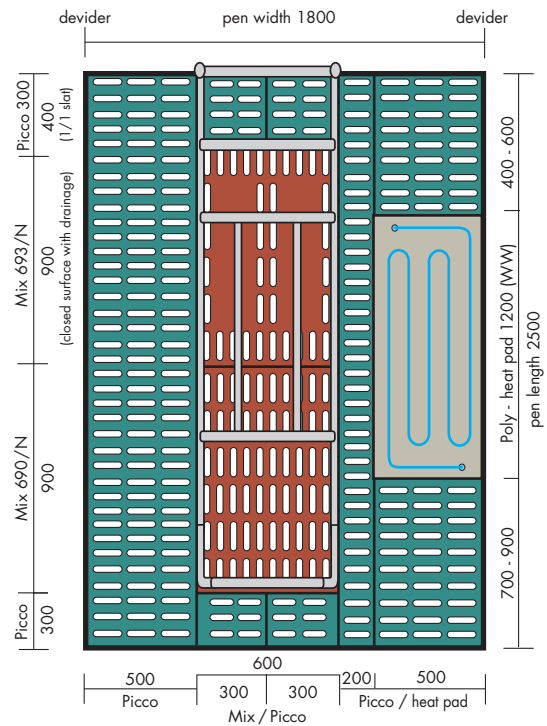 devider
pen width 1800
devider
Picco 300
400
(1/1 slat)
Mix 693/N
900
(closed surface with drainage)
Mix 690/N
900
Picco
300
400 - 600
Poly - heat pad 1200 (WW)
pen length 2500
700 - 900
500
600
200
500
Picco
300
300
Picco / heat pad
Mix / Picco